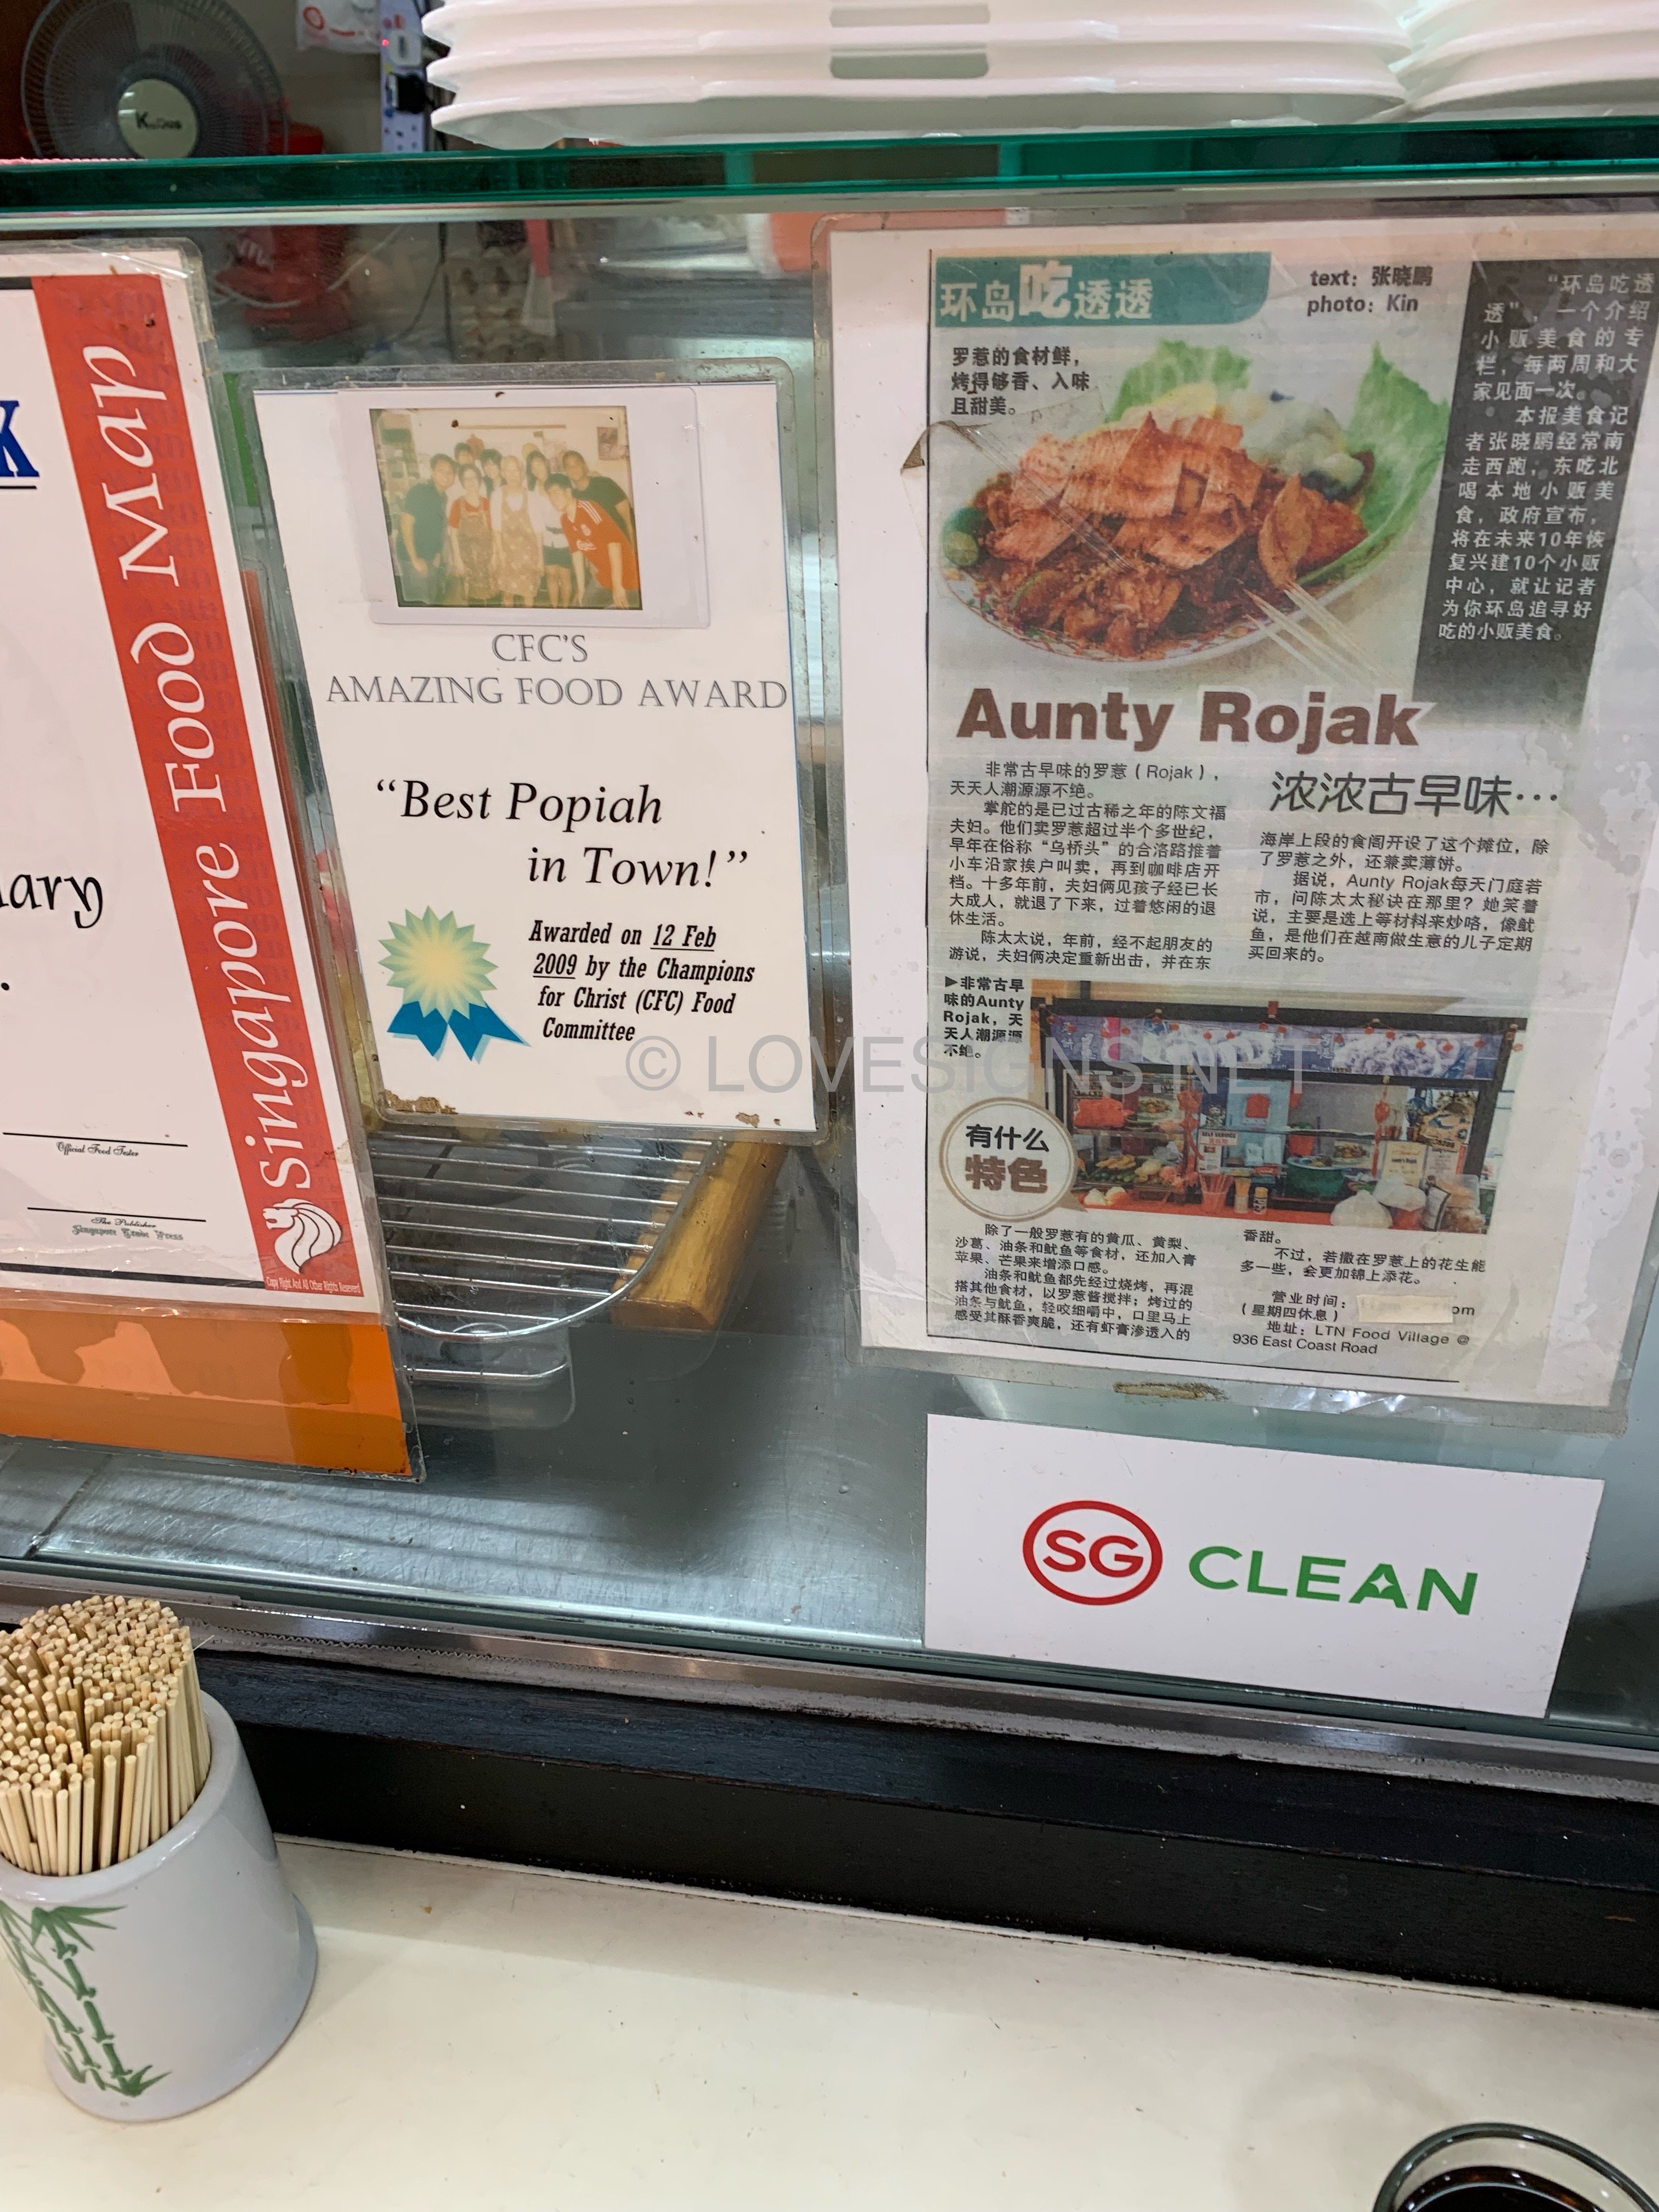 K
Singapore Food Map
ary
.
Official Food Tester
The Publisher
CFC'S
AMAZING FOOD AWARD
"Best Popiah
in Town!"
Awarded on 12 Feb
2009 by the Champions
for Christ (CFC) Food
Committee
环岛吃透透
text: 张晓鹏
photo: Kin
罗惹的食材鲜，
烤得够香、入味
且甜美。
"环岛吃透
透"，一个介绍
小贩美食的专
栏，每两周和大
家见面一次。
本报美食记
者张晓鹏经常南
走西跑，东吃北
喝本地小贩美
食，政府宣布，
将在未来10年恢
复兴建10个小贩
中心，就让记者
为你环岛追寻好
吃的小贩美食。
Aunty Rojak
浓浓古早味…
非常古早味的罗惹（Rojak），
天天人潮源源不绝。
掌舵的是已过古稀之年的陈文福
夫妇。他们卖罗惹超过半个多世纪，
早年在俗称"乌桥头"的合洛路推着
小车沿家挨户叫卖，再到咖啡店开
档。十多年前，夫妇俩见孩子经已长
大成人，就退了下来，过着悠闲的退
休生活。
陈太太说，年前，经不起朋友的
游说，夫妇俩决定重新出击，并在东
海岸上段的食阁开设了这个摊位，除
了罗惹之外，还兼卖薄饼。
据说，Aunty Rojak每天门庭若
市，问陈太太秘诀在那里？她笑着
说，主要是选上等材料来炒咯，像鱿
鱼，是他们在越南做生意的儿子定期
买回来的。
▶非常古早
味的Aunty
Rojak，天
天人潮源源
不绝。
有什么
特色
除了一般罗惹有的黄瓜、黄梨、
沙葛、油条和鱿鱼等食材，还加入青
苹果、芒果来增添口感。
油条和鱿鱼都先经过烧烤，再混
搭其他食材，以罗惹酱搅拌；烤过的
油条与鱿鱼，轻咬细嚼中，口里马上
感受其酥香爽脆，还有虾膏渗透入的
香甜。
不过，若撒在罗惹上的花生能
多一些，会更加锦上添花。
营业时间： om
（星期四休息）
地址：LTN Food Village @
936 East Coast Road
© LOVESIGNS.NET
SG CLEAN